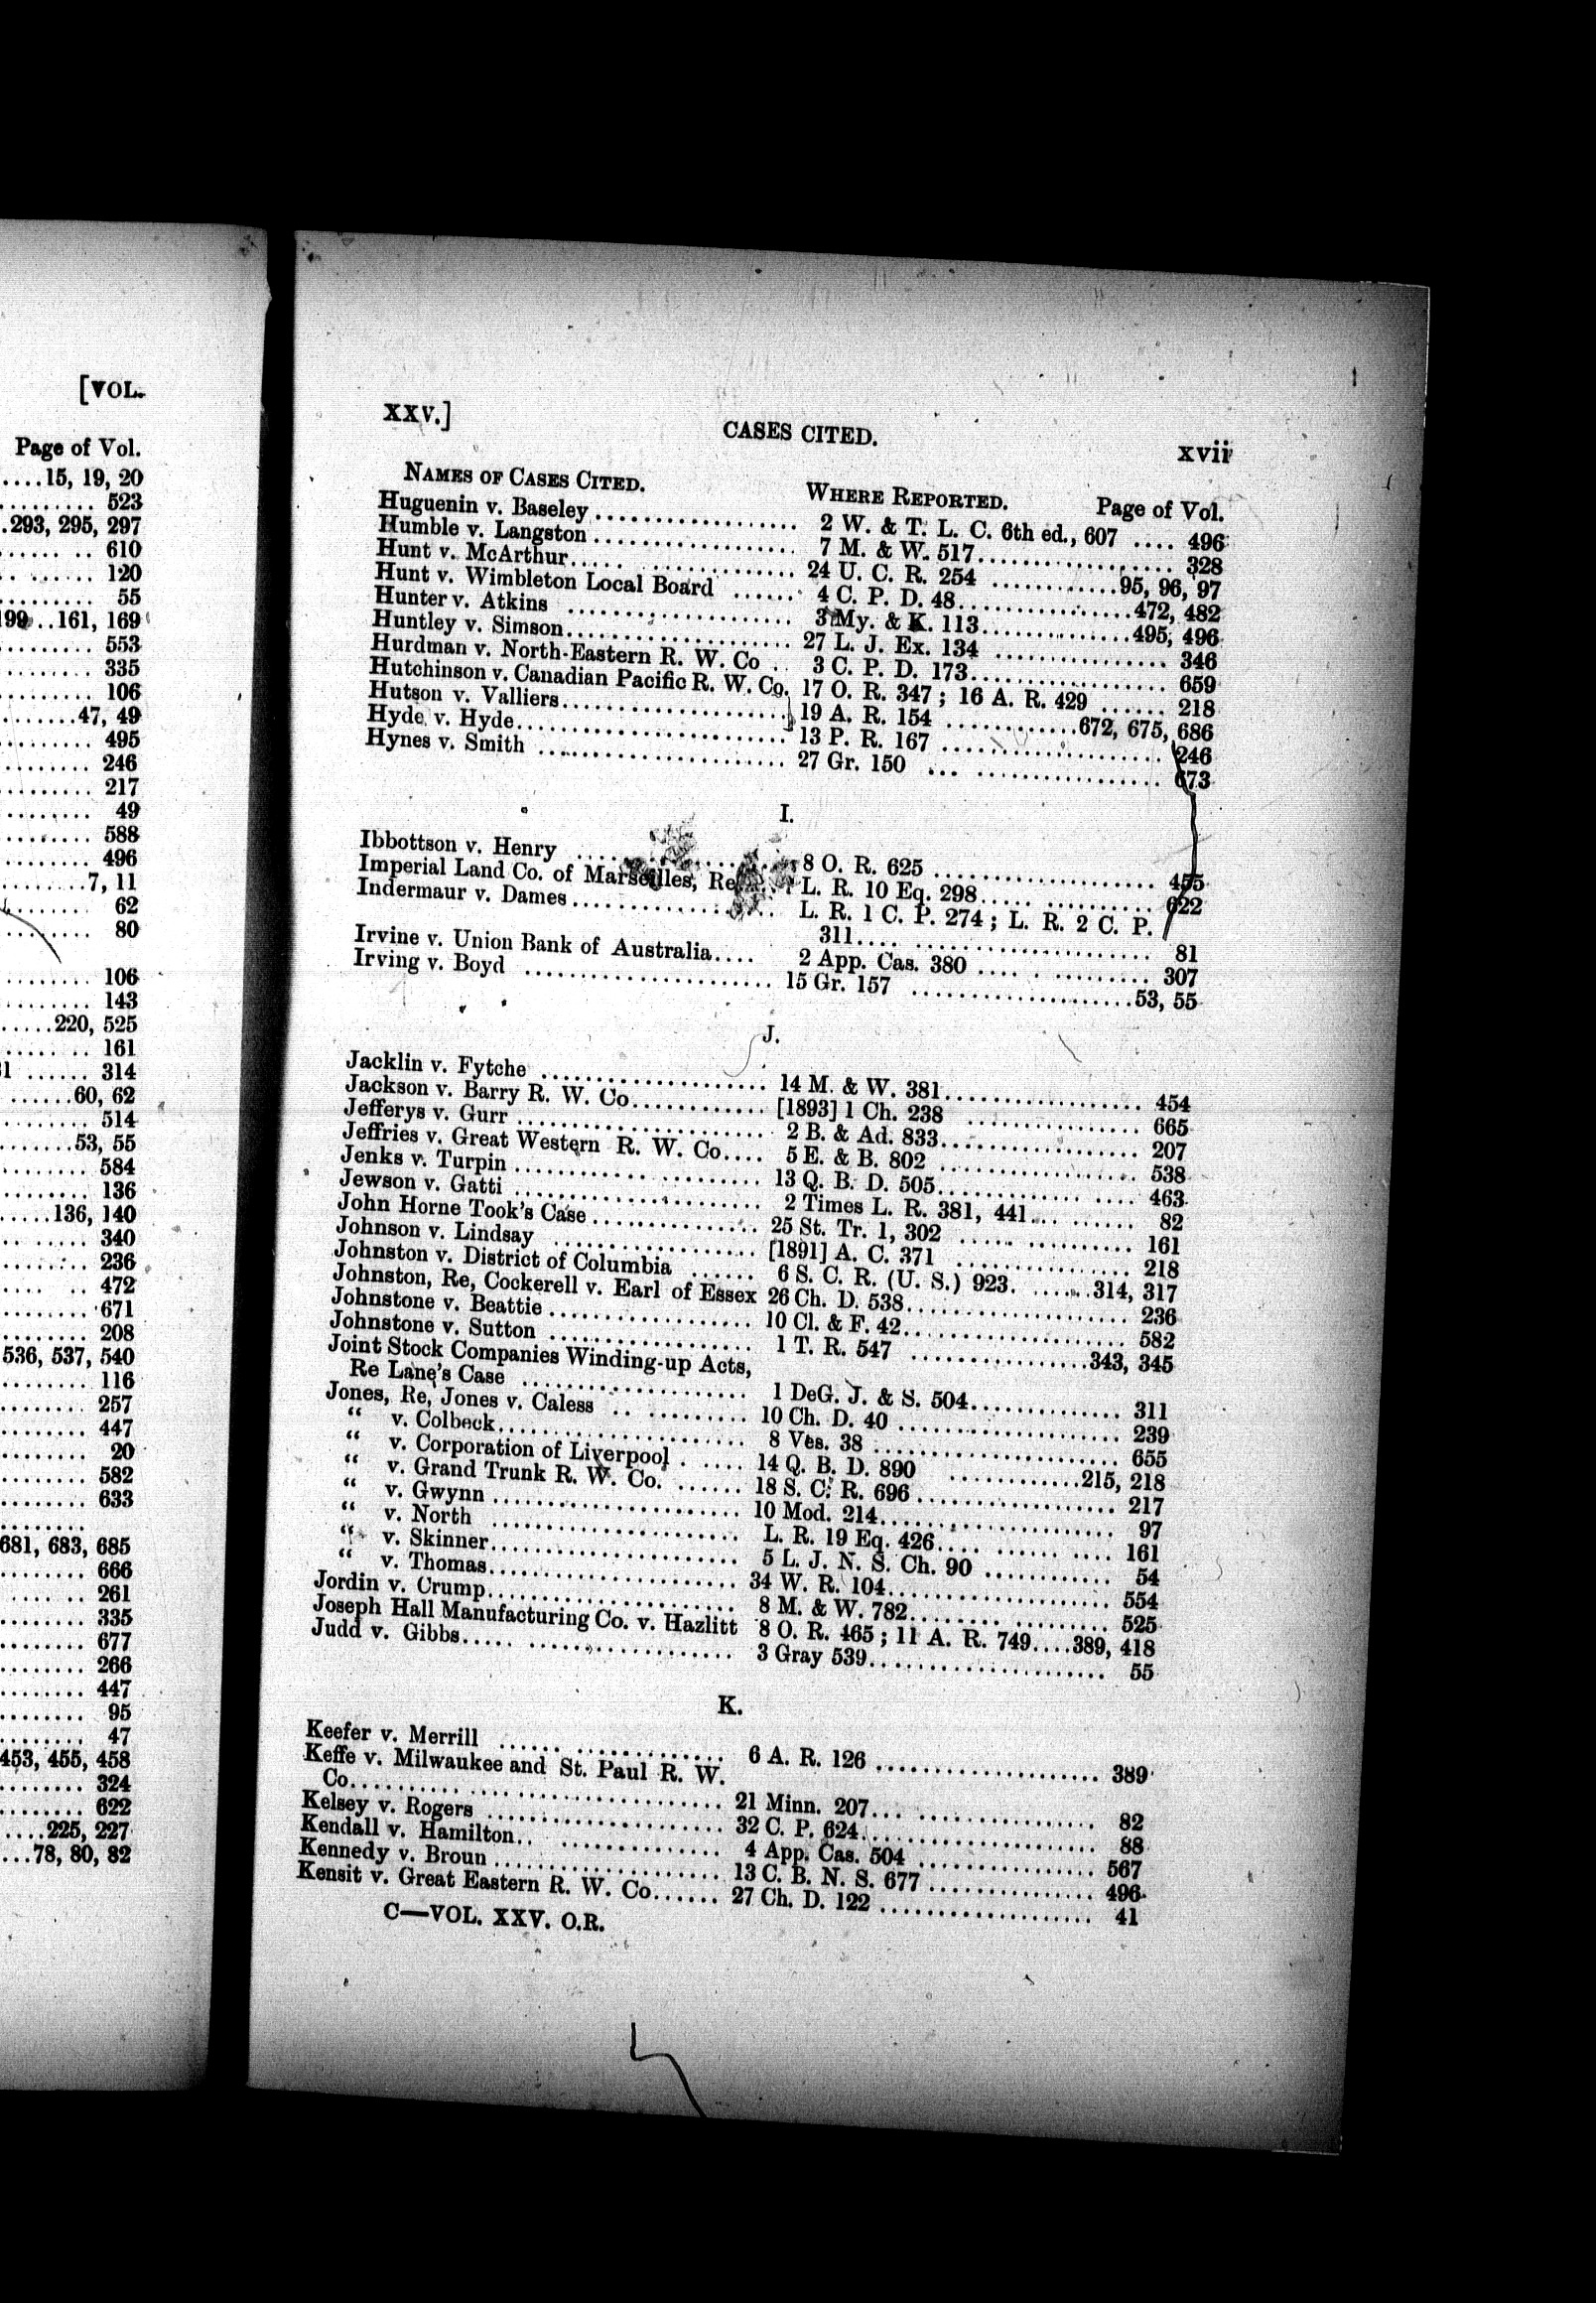 [VOL.
Page of Vol.
....15, 19, 20
.......... 523
.293, 295, 297
...... .. 610
.. ...... 120
.......... 55
199 ..161, 169
.......... 553
.......... 335
.......... 106
........47, 49
.......... 495
.......... 246
.......... 217
.......... 49
.......... 588
.......... 496
.........7, 11
.......... 62
.......... 80
.......... 106
.......... 143
.....220, 525
........ .. 161
31 ...... 314
......60, 62
.......... 514
.......53, 55
.......... 584
.......... 136
.....136, 140
.......... 340
.......... 236
...... .. 472
.......... 671
.......... 208
536, 537, 540
.......... 116
.......... 257
.......... 447
.......... 20
.......... 582
.......... 633
..........
681, 683, 685
.......... 666
...... .. 261
.......... 335
.......... 677
.......... 266
.......... 447
.......... 95
.......... 47
453, 455, 458
.......... 324
.......... 622
....225, 227
...78, 80, 82
XXV.] CASES CITED. xvii
NAMES OF CASES CITED. WHERE REPORTED. Page of Vol.
Huguenin v. Baseley .................. 2 W. & T. L. C. 6th ed., 607 .... 496
Humble v. Langston .................. 7 M. & W. 517.................. 328
Hunt v. McArthur..... ............. 24 U. C. R. 254 ...........95, 96, 97
Hunt v. Wimbleton Local Board ...... 4 C. P. D. 48...............472, 482
Hunter v. Atkins .................... 3 My. & K. 113.............495, 496
Huntley v. Simson.................... 27 L. J. Ex. 134 ............... 346
Hurdman v. North-Eastern R. W. Co .. 3 C. P. D. 173.................. 659
Hutchinson v. Canadian Pacific R. W. Co. 17 O. R. 347 ; 16 A. R. 429 ...... 218
Hutson v. Valliers.................... 19 A. R. 154 ............672, 675, 686
Hyde v. Hyde........................ 13 P. R. 167 .................... 246
Hynes v. Smith ...................... 27 Gr. 150 ... ................. 673
I.
Ibbottson v. Henry .................... 8 O. R. 625 .................... 455
Imperial Land Co. of Marseilles, Re.... L. R. 10 Eq. 298..... .......... 622
Indermaur v. Dames.................. L. R. 1 C. P. 274 ; L. R. 2 C. P.
311.... ..................... 81
Irvine v. Union Bank of Australia.... 2 App. Cas. 380 .... . .......... 307
Irving v. Boyd ...................... 15 Gr. 157 ....................53, 55
J.
Jacklin v. Fytche .................... 14 M. & W. 381.................. 454
Jackson v. Barry R. W. Co............ [1893] 1 Ch. 238 ................ 665
Jefferys v. Gurr ...................... 2 B. & Ad. 833.................. 207
Jeffries v. Great Western R. W. Co.... 5 E. & B. 802 .................. 538
Jenks v. Turpin ............. ......... 13 Q. B. D. 505............. .... 463
Jewson v. Gatti ...................... 2 Times L. R. 381, 441... ....... 82
John Horne Took's Case............... 25 St. Tr. 1, 302 ..... .......... 161
Johnson v. Lindsay .................. [1891] A. C. 371 ................ 218
Johnston v. District of Columbia ...... 6 S. C. R. (U. S.) 923. ......314, 317
Johnston, Re, Cockerell v. Earl of Essex 26 Ch. D. 538.................... 236
Johnstone v. Beattie .................. 10 Cl. & F. 42.................... 582
Johnstone v. Sutton .................. 1 T. R. 547 ................343, 345
Joint Stock Companies Winding-up Acts,
Re Lane's Case .................... 1 DeG. J. & S. 504.............. 311
Jones, Re, Jones v. Caless .. ......... 10 Ch. D. 40 .................... 239
“ v. Colbeck...................... 8 Ves. 38 ...................... 655
“ v. Corporation of Liverpool . ..... 14 Q. B. D. 890 ............215, 218
“ v. Grand Trunk R. W. Co. ...... 18 S. C. R. 696 .................. 217
“ v. Gwynn ...................... 10 Mod. 214...................... 97
“ v. North ...................... L. R. 19 Eq. 426.... ...... .... 161
“ v. Skinner...................... 5 L. J. N. S. Ch. 90 ............ 54
“ v. Thomas...................... 34 W. R. 104.................... 554
Jordin v. Crump...................... 8 M. & W. 782......... .......... 525
Joseph Hall Manufacturing Co. v. Hazlitt 8 O. R. 465 ; 11 A. R. 749....389, 418
Judd v. Gibbs..... .................. 3 Gray 539...................... 55
K.
Keefer v. Merrill ...... .............. 6 A. R. 126 .................... 389
Keffe v. Milwaukee and St. Paul R. W.
Co.................................. 21 Minn. 207... ................ 82
Kelsey v. Rogers ...................... 32 C. P. 624...................... 88
Kendall v. Hamilton.. ................ 4 App. Cas. 504 ................ 567
Kennedy v. Broun .................... 13 C. B. N. S. 677 ............... 496
Kensit v. Great Eastern R. W. Co...... 27 Ch. D. 122 .................. 41
C—VOL. XXV. O.R.